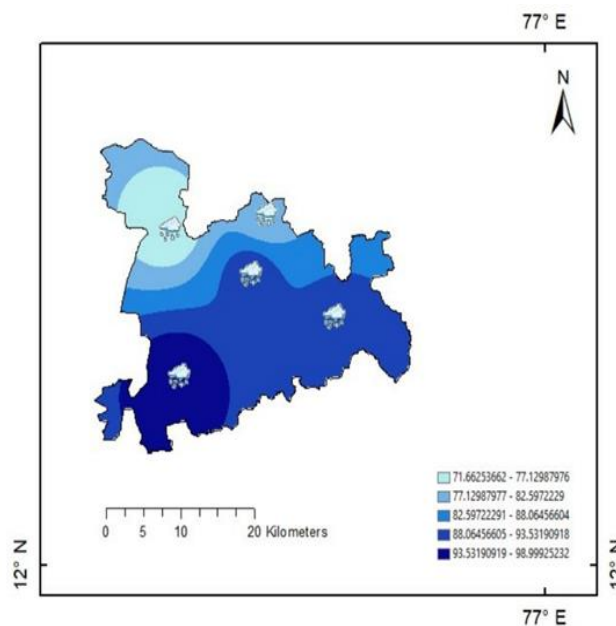 77° E
N
71.66253662 - 77.12987976
77.12987977 - 82.5972229
82.59722291 - 88.06456604
88.06456605 - 93.53190918
93.53190919 - 98.99925232
0 5 10 20 Kilometers
12° N
12° N
77° E